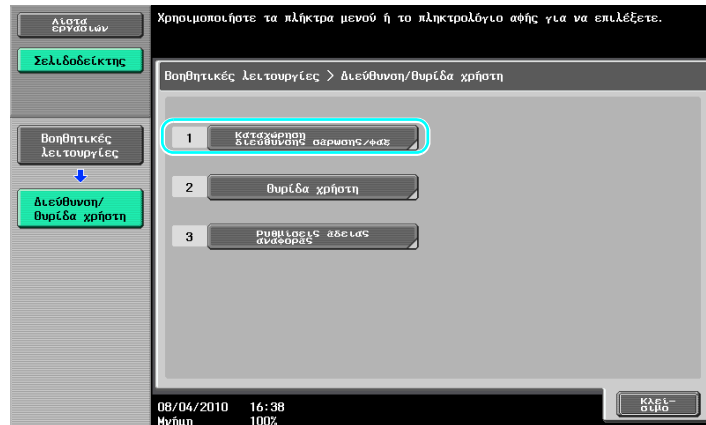 Λίστα
εργασιών
Χρησιμοποιήστε τα πλήκτρα μενού ή το πληκτρολόγιο αφής για να επιλέξετε.
Σελιδοδείκτης
Βοηθητικές λειτουργίες > Διεύθυνση/θυρίδα χρήστη
Βοηθητικές
λειτουργίες
Διεύθυνση/
θυρίδα χρήστη
1 Καταχώρηση
διεύθυνσης σάρωσης/φαξ
2 θυρίδα χρήστη
3 Ρυθμίσεις άδειας
αναφοράς
Κλεί-
σιμο
08/04/2010 16:38
Μνήμη 100%